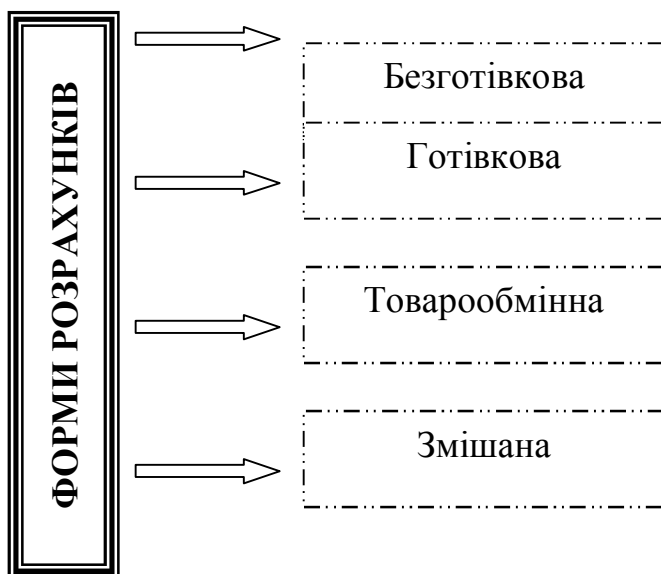 ФОРМИ РОЗРАХУНКІВ
Безготівкова
Готівкова
Товарообмінна
Змішана